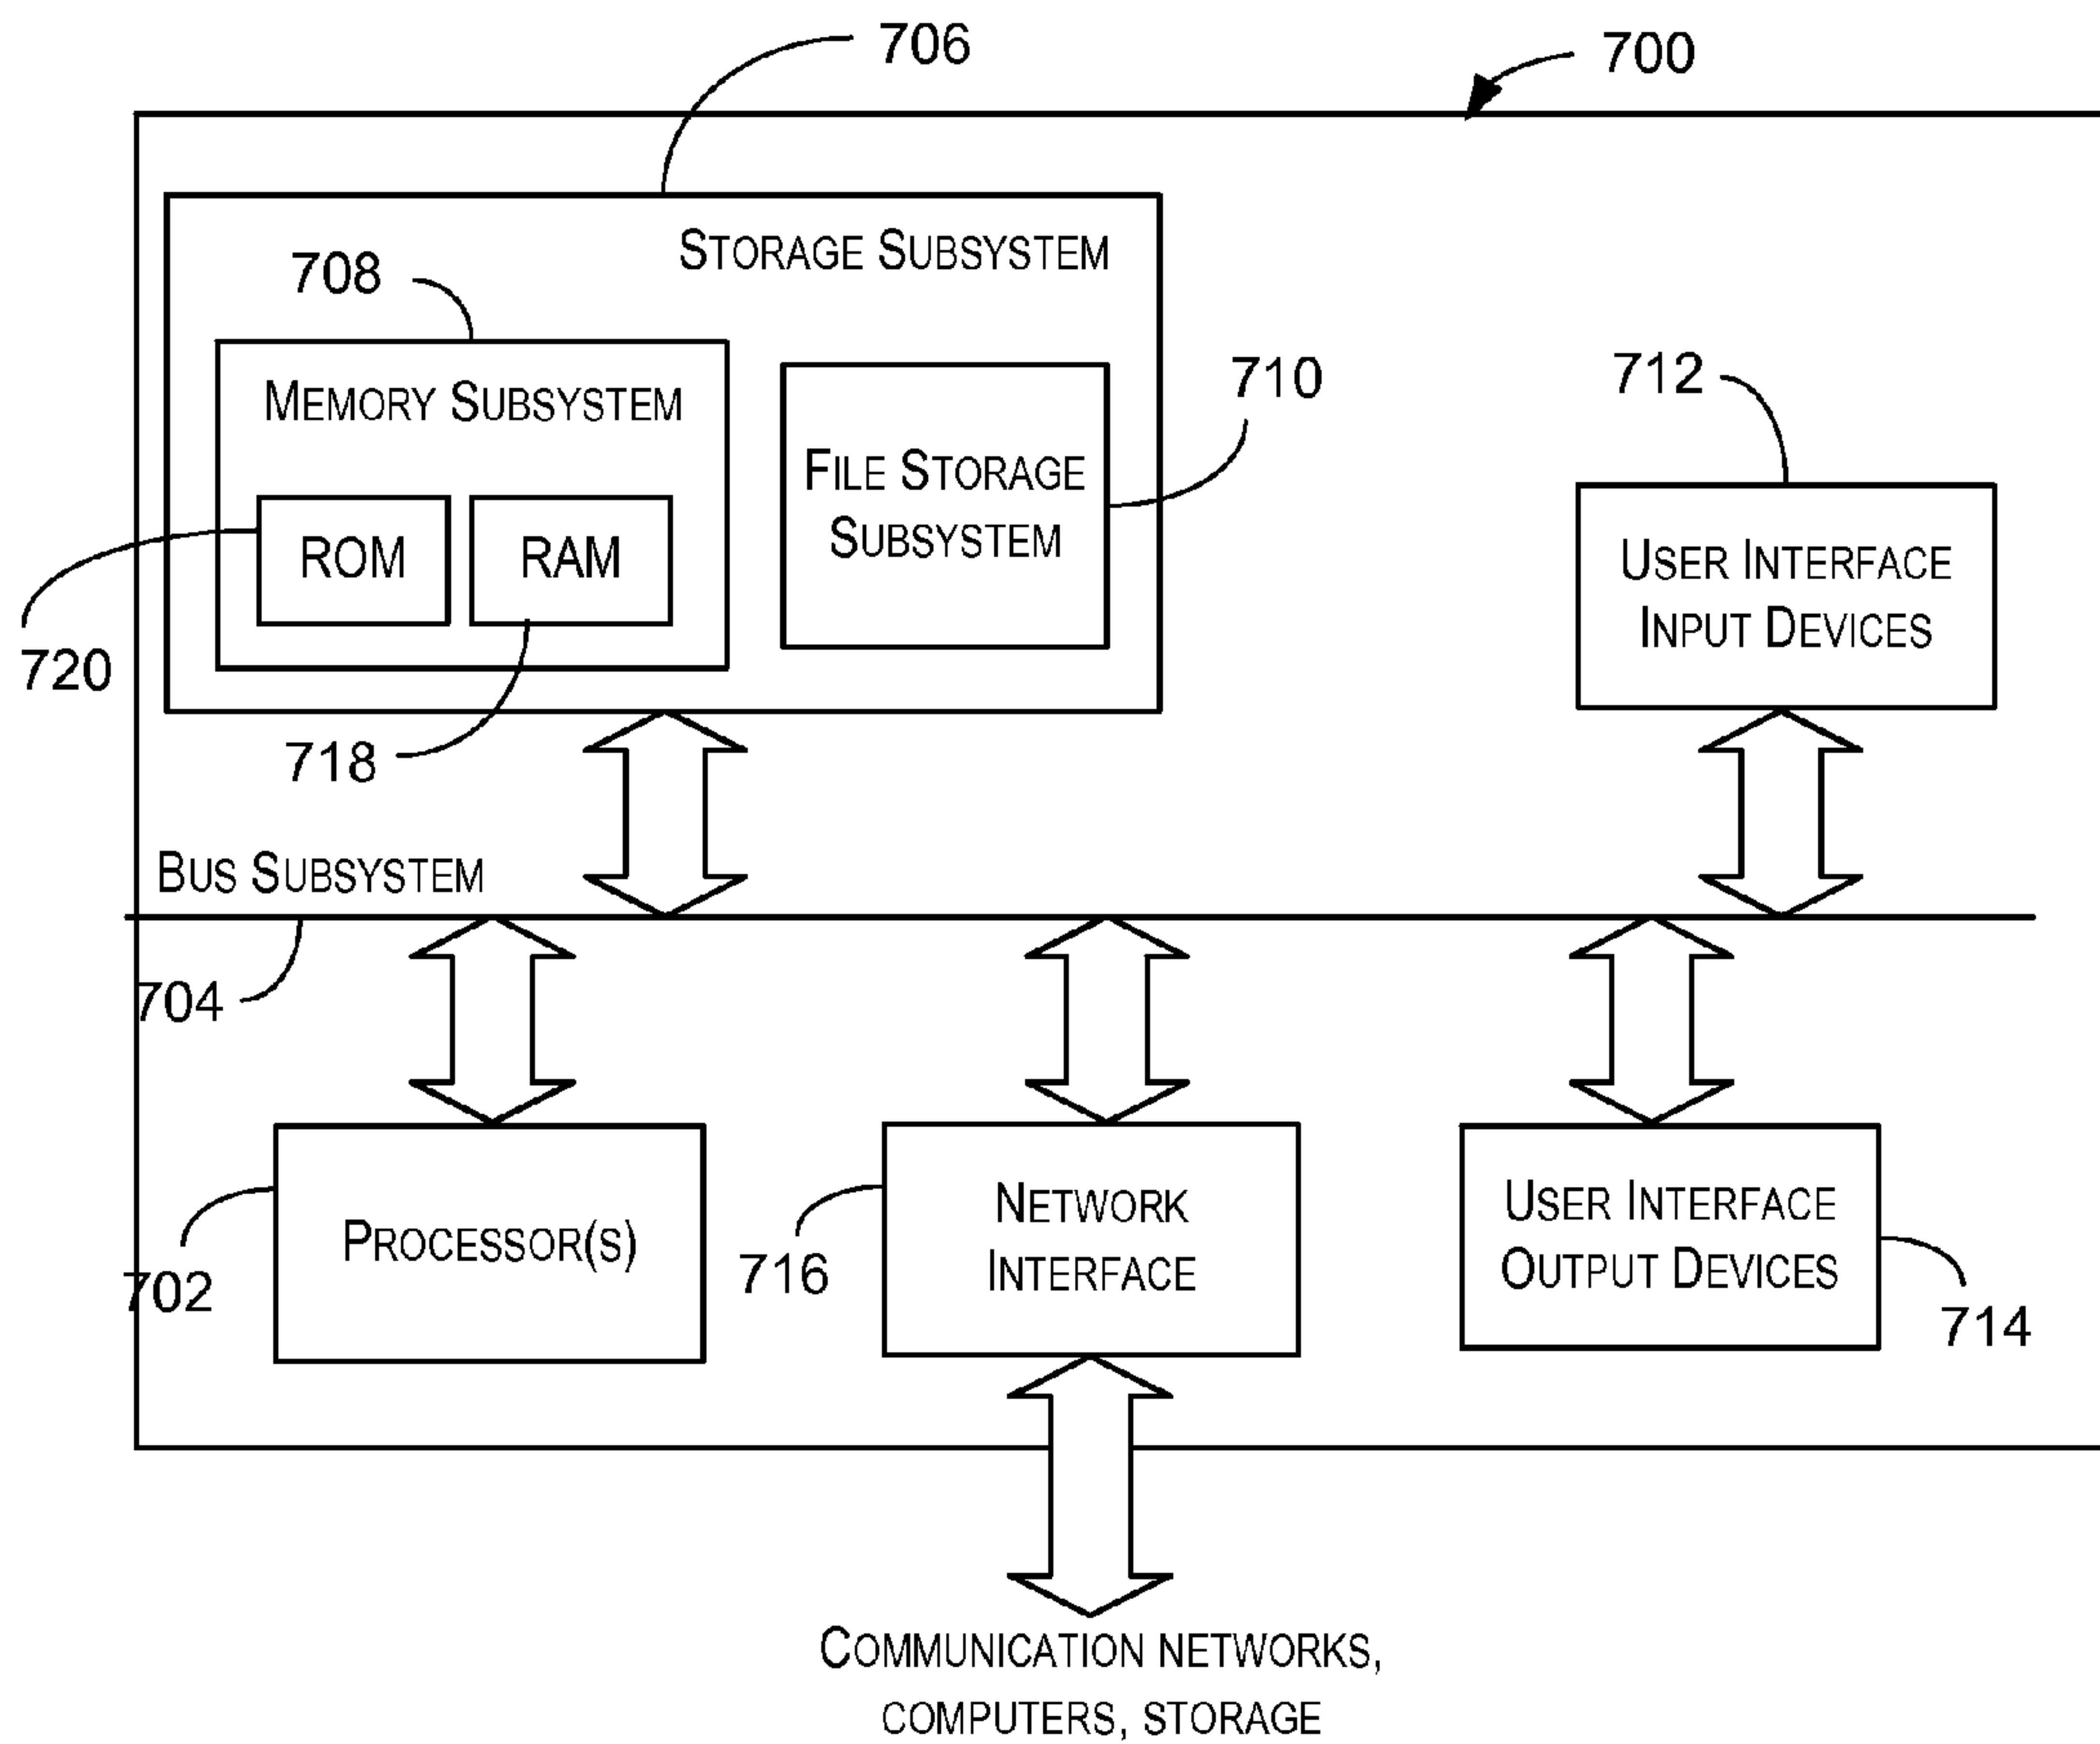 706
700
STORAGE SUBSYSTEM
708
MEMORY SUBSYSTEM
710
712
FILE STORAGE
SUBSYSTEM
ROM
RAM
USER INTERFACE
INPUT DEVICES
720
718
BUS SUBSYSTEM
704
PROCESSOR(S)
702
NETWORK
INTERFACE
716
USER INTERFACE
OUTPUT DEVICES
714
COMMUNICATION NETWORKS,
COMPUTERS, STORAGE